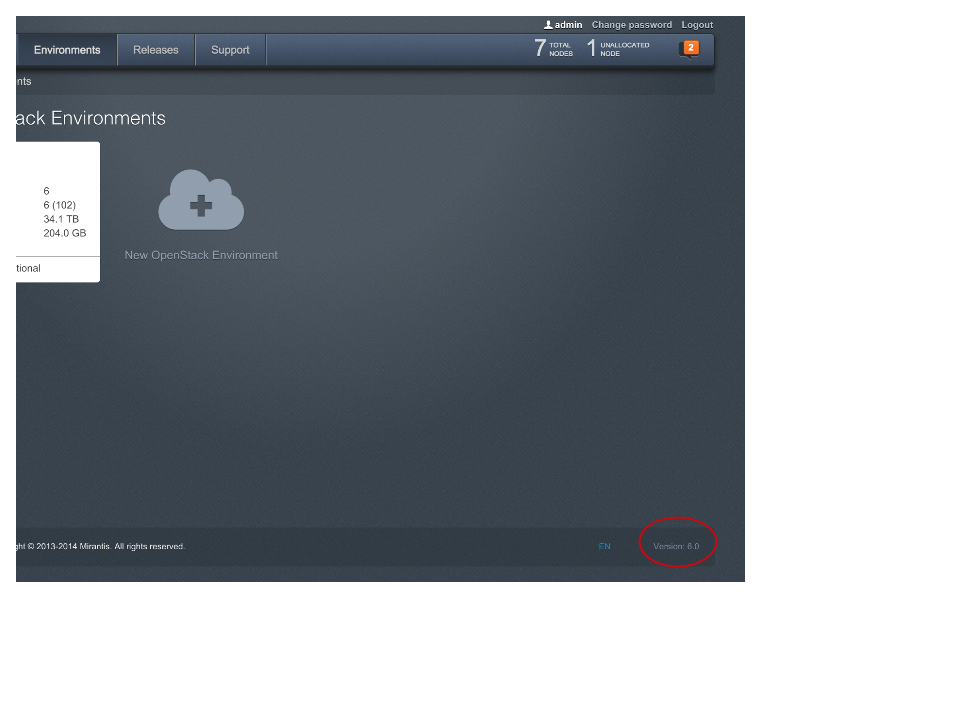 admin Change password Logout
Environments Releases Support 7 TOTAL NODES 1 UNALLOCATED NODE 2
nts
ack Environments
6
6 (102)
34.1 TB
204.0 GB
New OpenStack Environment
tional
ght © 2013-2014 Mirantis. All rights reserved. EN Version: 6.0